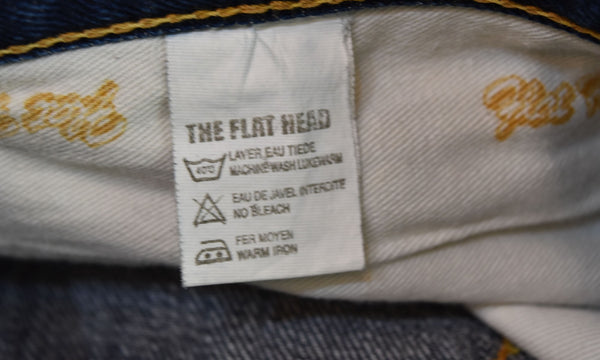 THE FLAT HEAD
40°C
LAVER EAU TIEDE
MACHINE WASH LUKEWARM
EAU DE JAVEL INTERDITE
NO BLEACH
FER MOYEN
WARM IRON
Flat